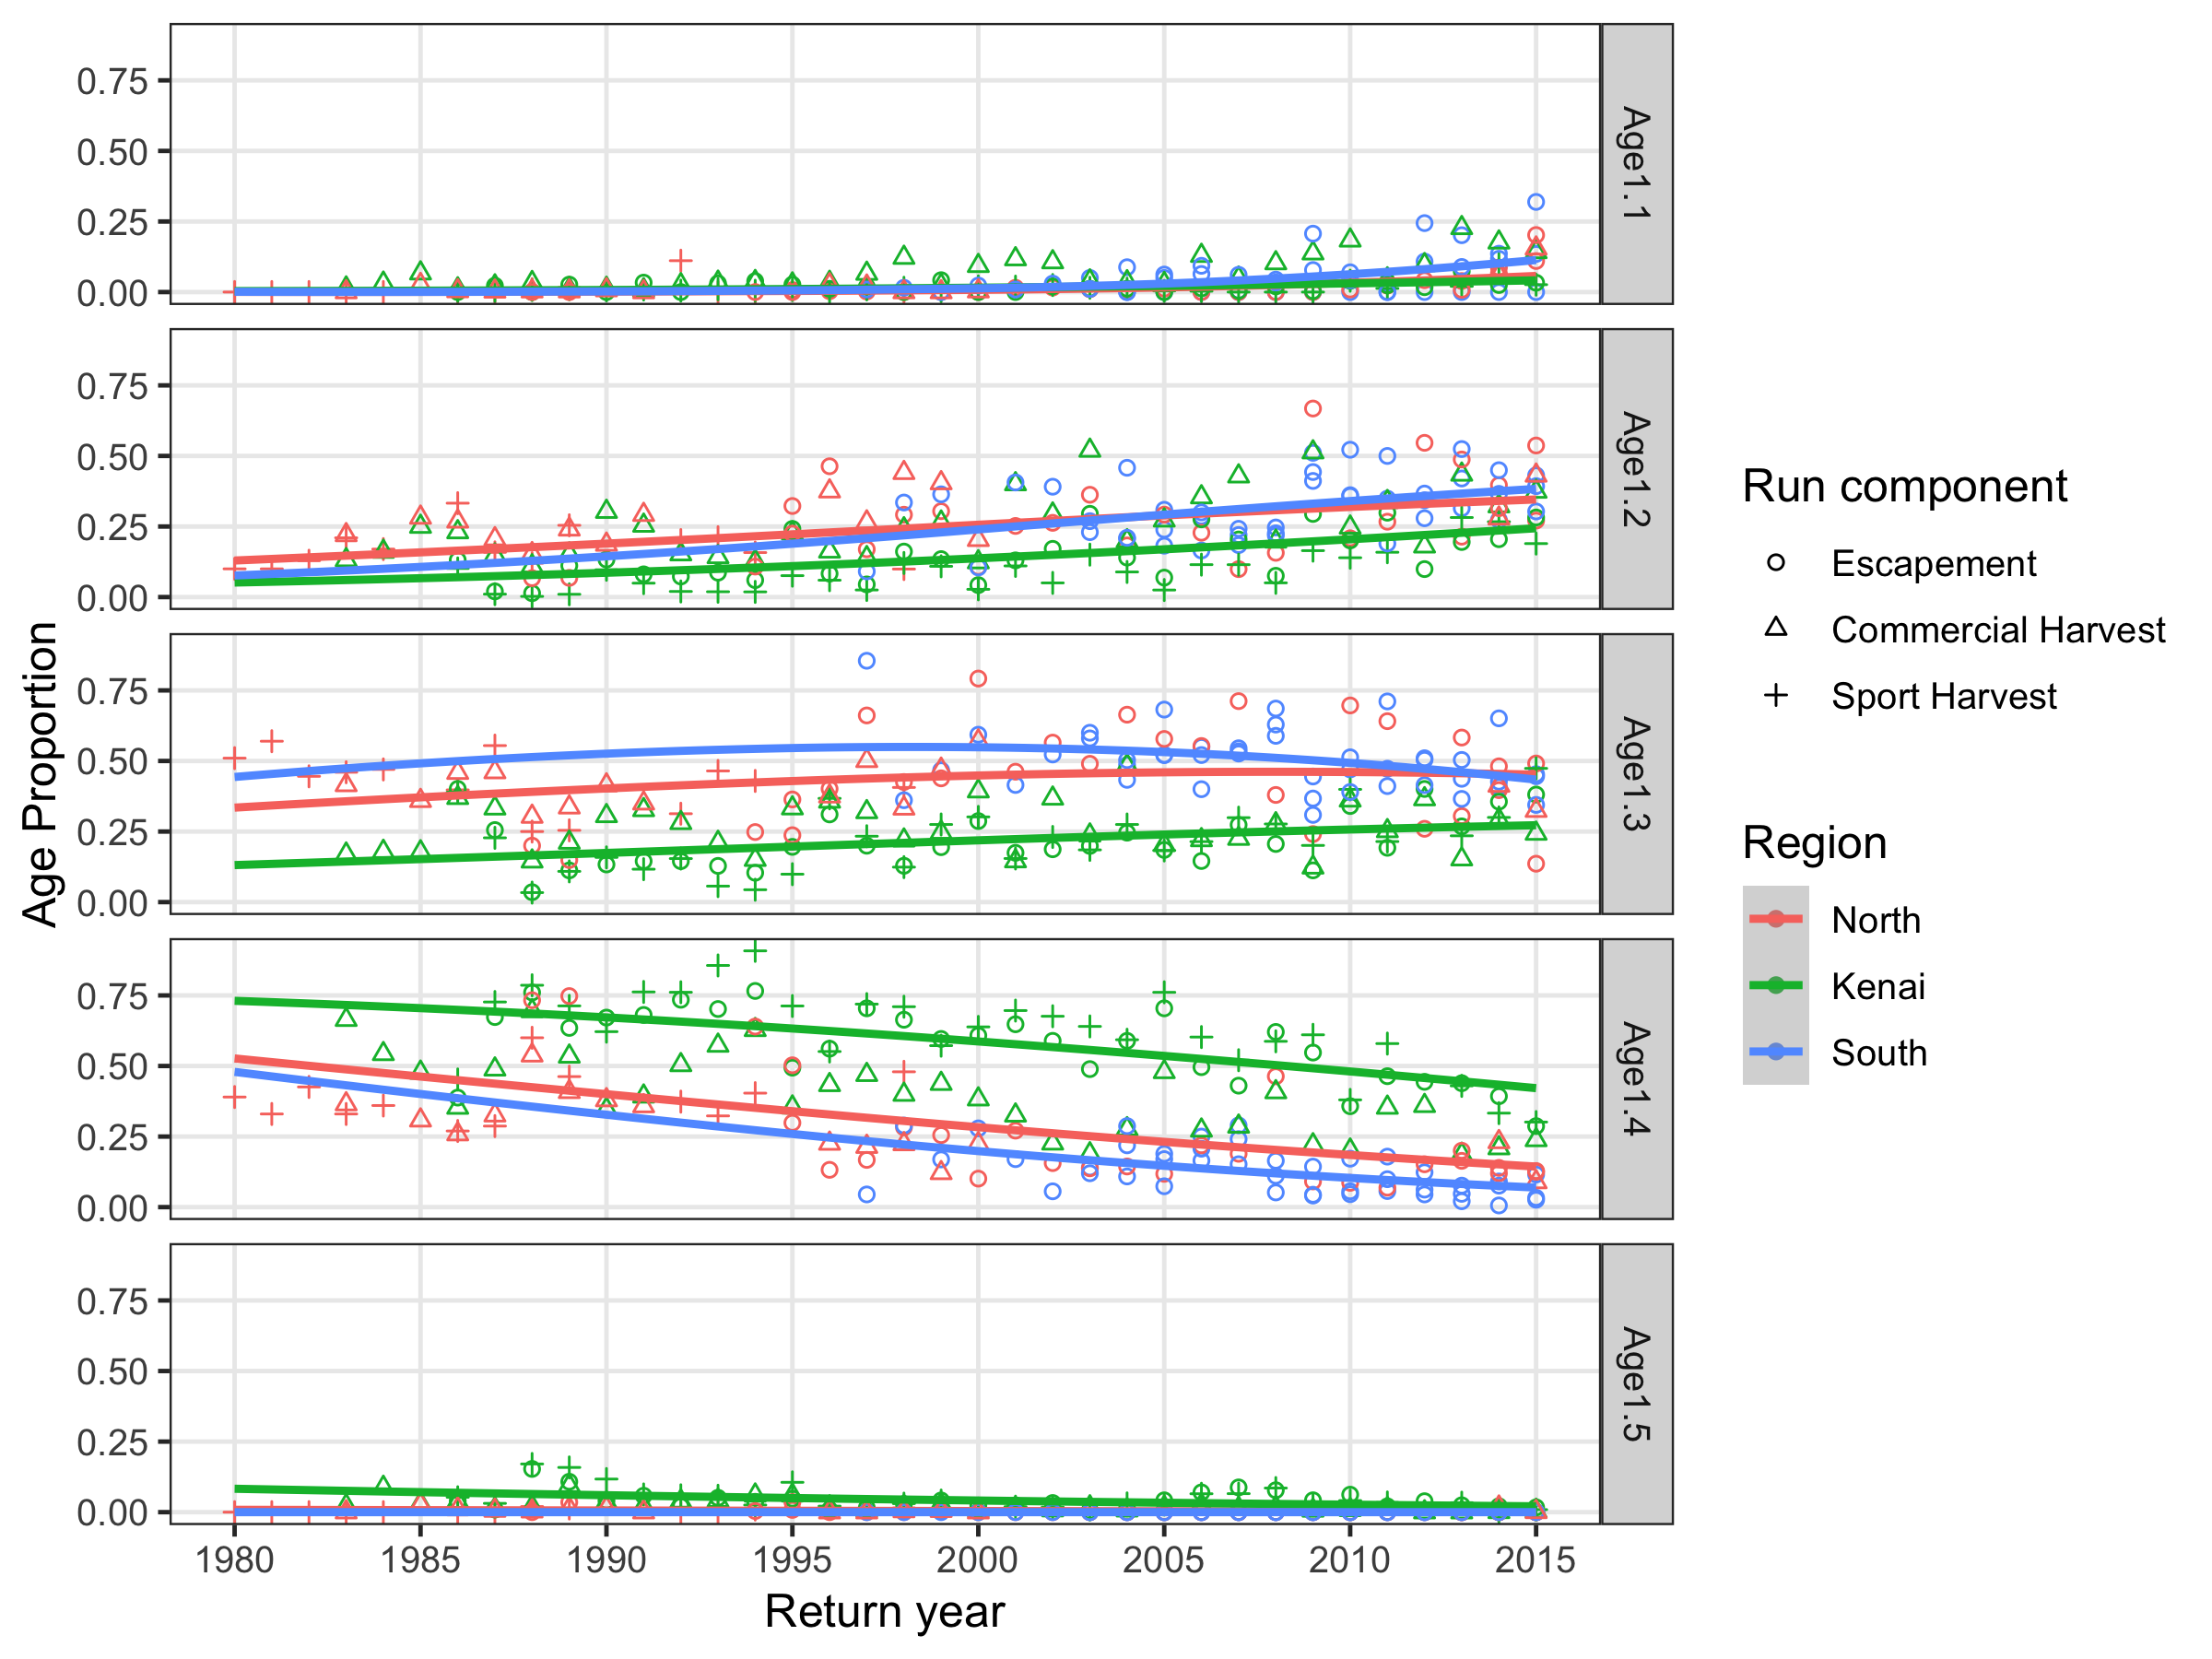 0.75
0.50
0.25
0.00
Age1.1
0.75
0.50
0.25
0.00
Age1.2
0.75
0.50
0.25
0.00
Age1.3
0.75
0.50
0.25
0.00
Age1.4
0.75
0.50
0.25
0.00
Age1.5
1980 1985 1990 1995 2000 2005 2010 2015
Return year
Age Proportion
Run component
Escapement
Commercial Harvest
Sport Harvest
Region
North
Kenai
South